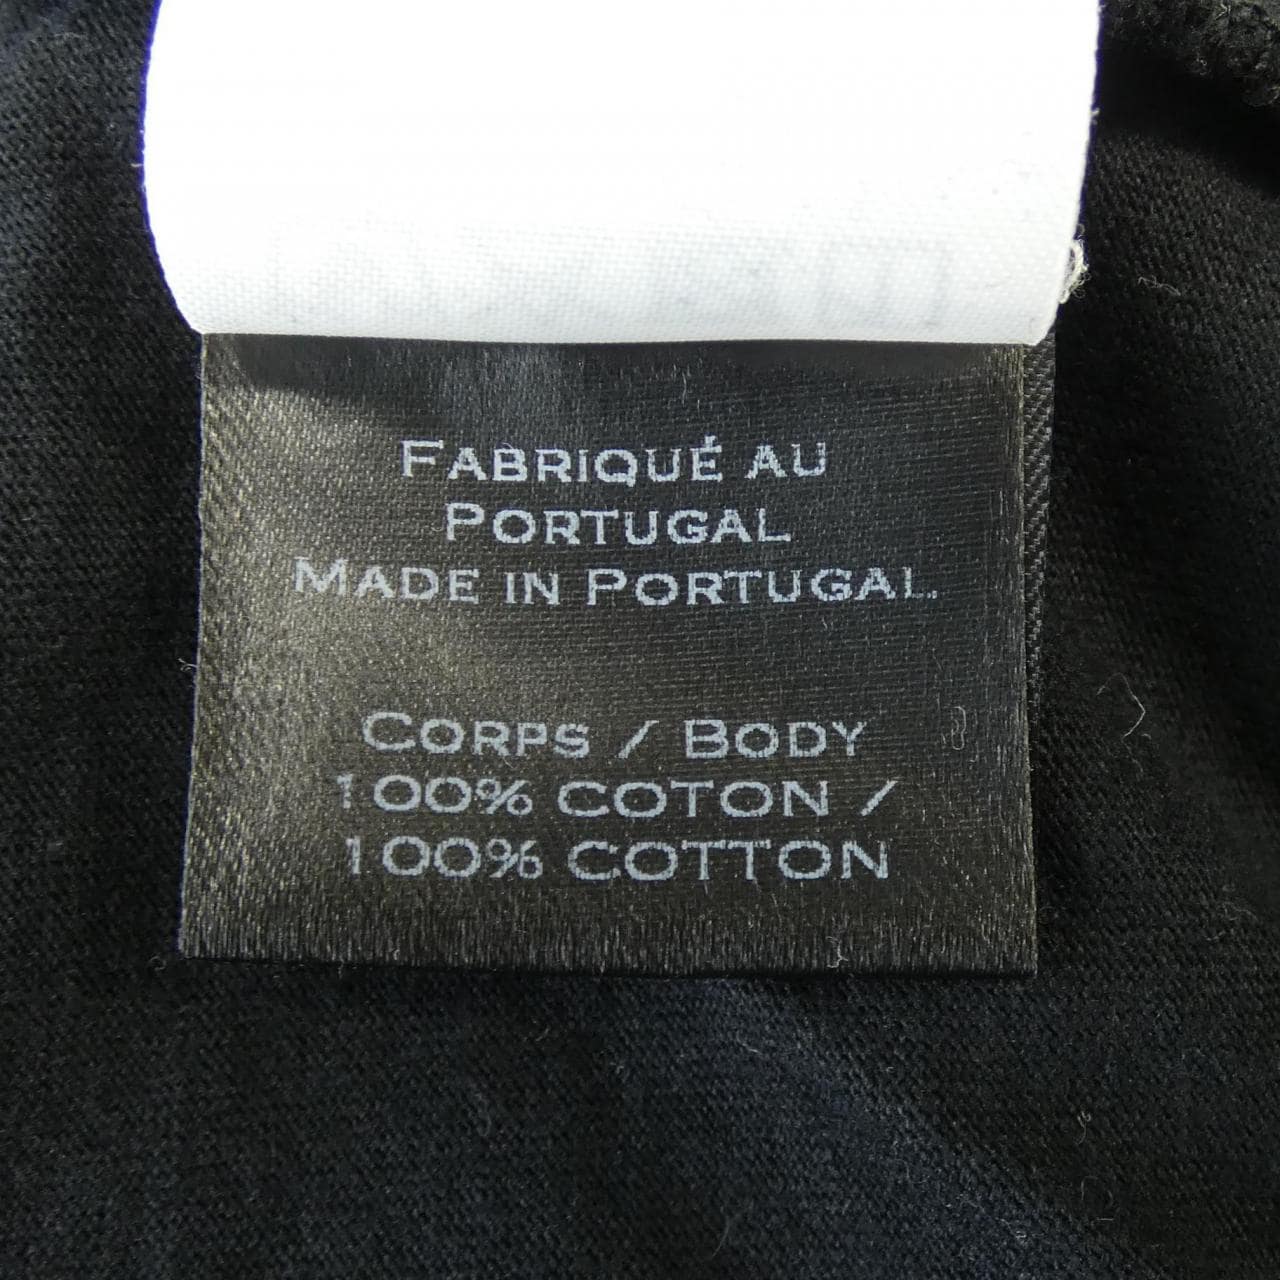 FABRIQUÉ AU
PORTUGAL
MADE IN PORTUGAL.
CORPS / BODY
100% COTON /
100% COTTON